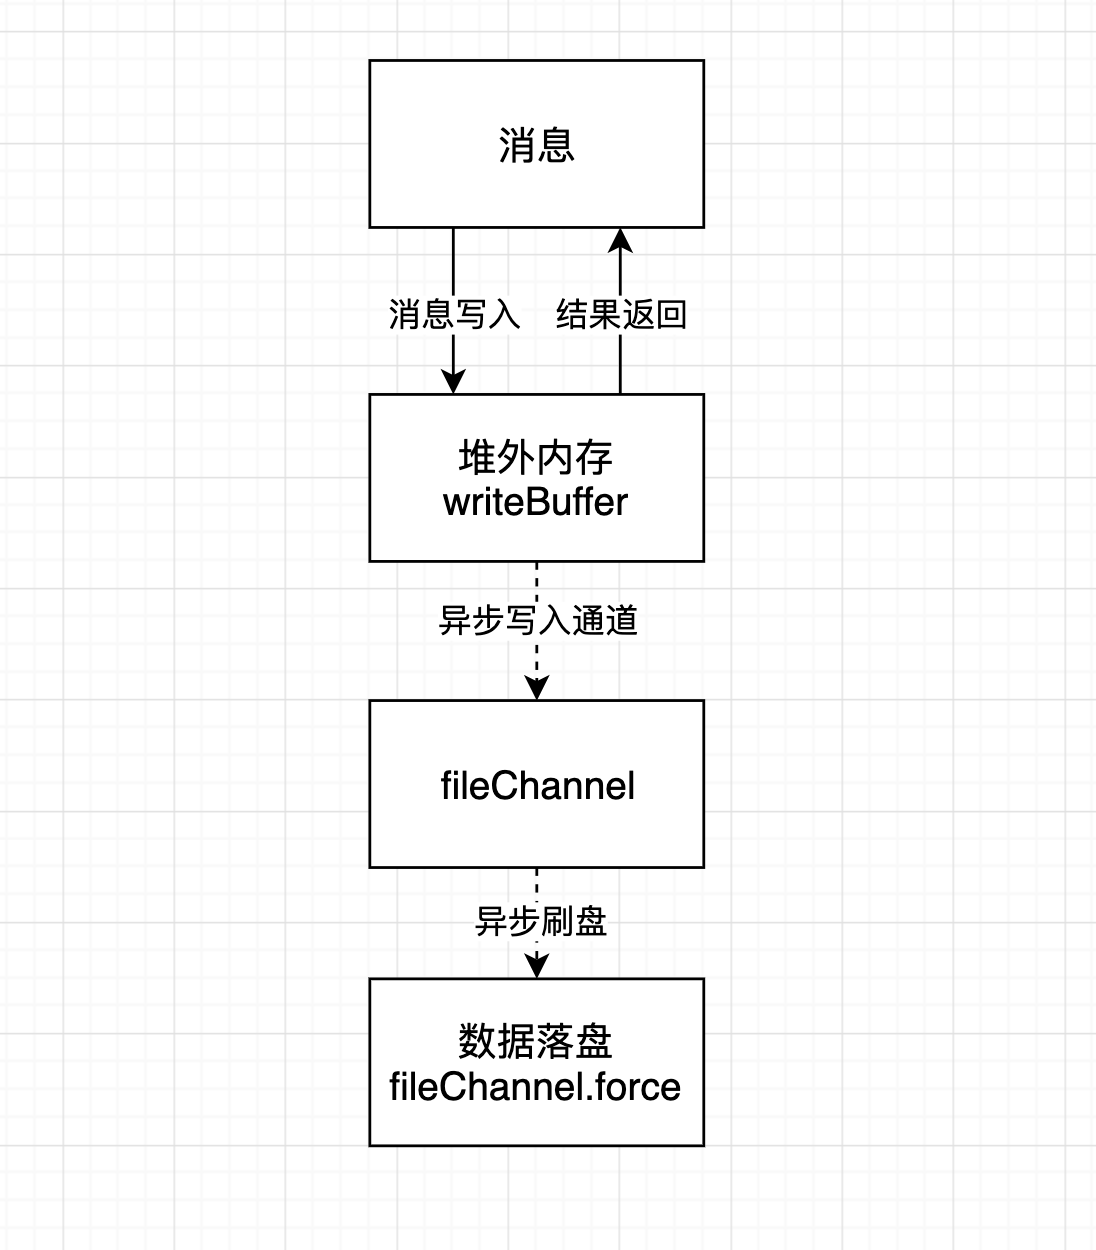 消息
消息写入
结果返回
堆外内存
writeBuffer
异步写入通道
fileChannel
异步刷盘
数据落盘
fileChannel.force